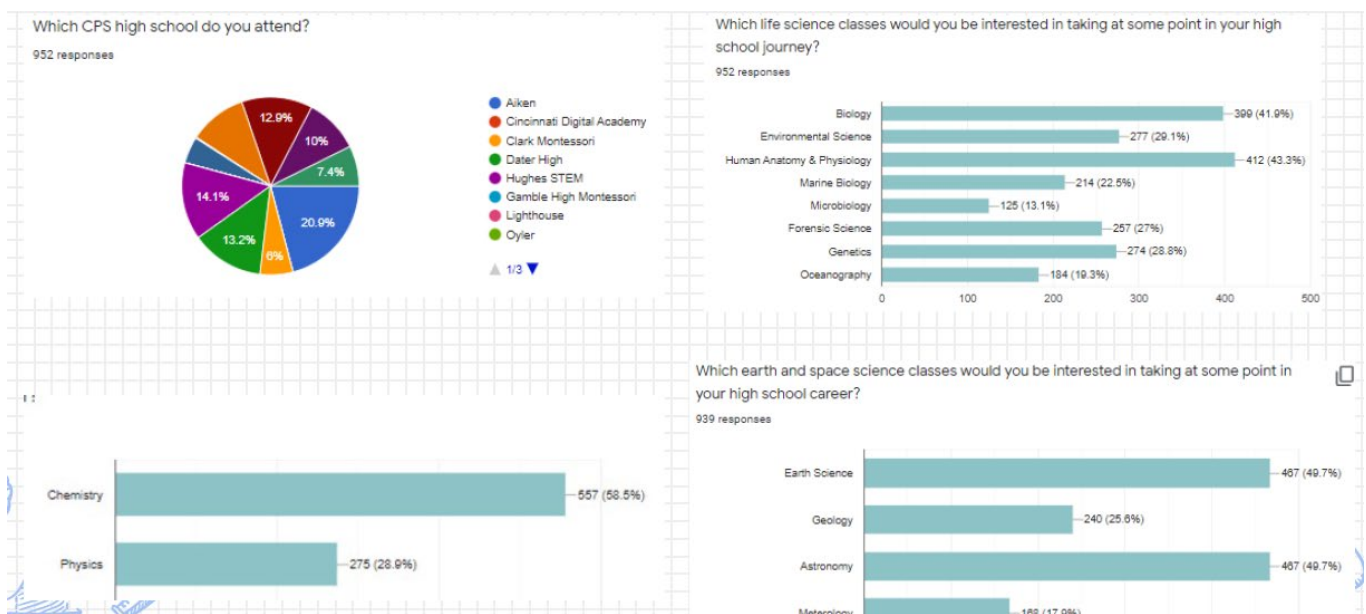 Which CPS high school do you attend?
952 responses
12.9%
10%
7.4%
20.9%
6%
13.2%
14.1%
Aiken
Cincinnati Digital Academy
Clark Montessori
Dater High
Hughes STEM
Gamble High Montessori
Lighthouse
Oyler
1/3
Which life science classes would you be interested in taking at some point in your high
school journey?
952 responses
Biology 399 (41.9%)
Environmental Science 277 (29.1%)
Human Anatomy & Physiology 412 (43.3%)
Marine Biology 214 (22.5%)
Microbiology 125 (13.1%)
Forensic Science 257 (27%)
Genetics 274 (28.8%)
Oceanography 184 (19.3%)
0 100 200 300 400 500
Chemistry 557 (58.5%)
Physics 275 (28.9%)
Which earth and space science classes would you be interested in taking at some point in
your high school career?
939 responses
Earth Science 467 (49.7%)
Geology 240 (25.6%)
Astronomy 467 (49.7%)
Meterology 168 (17.9%)